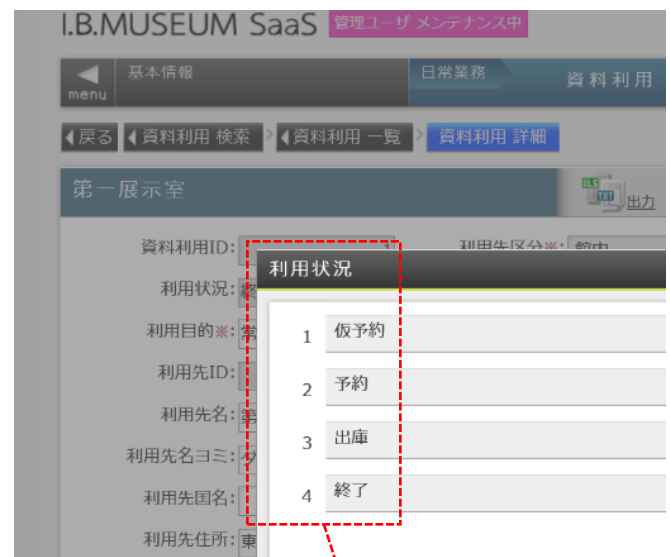 I.B.MUSEUM SaaS 管理ユーザ メンテナンス中
menu 基本情報 日常業務 資料利用
戻る 資料利用 検索 資料利用 一覧 資料利用 詳細
第一展示室 出力
資料利用ID: 1 利用先区分※: 館内
利用状況
利用状況: 終
1 仮予約
利用目的※: 常
利用先ID:
2 予約
利用先名: 第
3 出庫
利用先名ヨミ:
利用先国名:
4 終了
利用先住所: 東